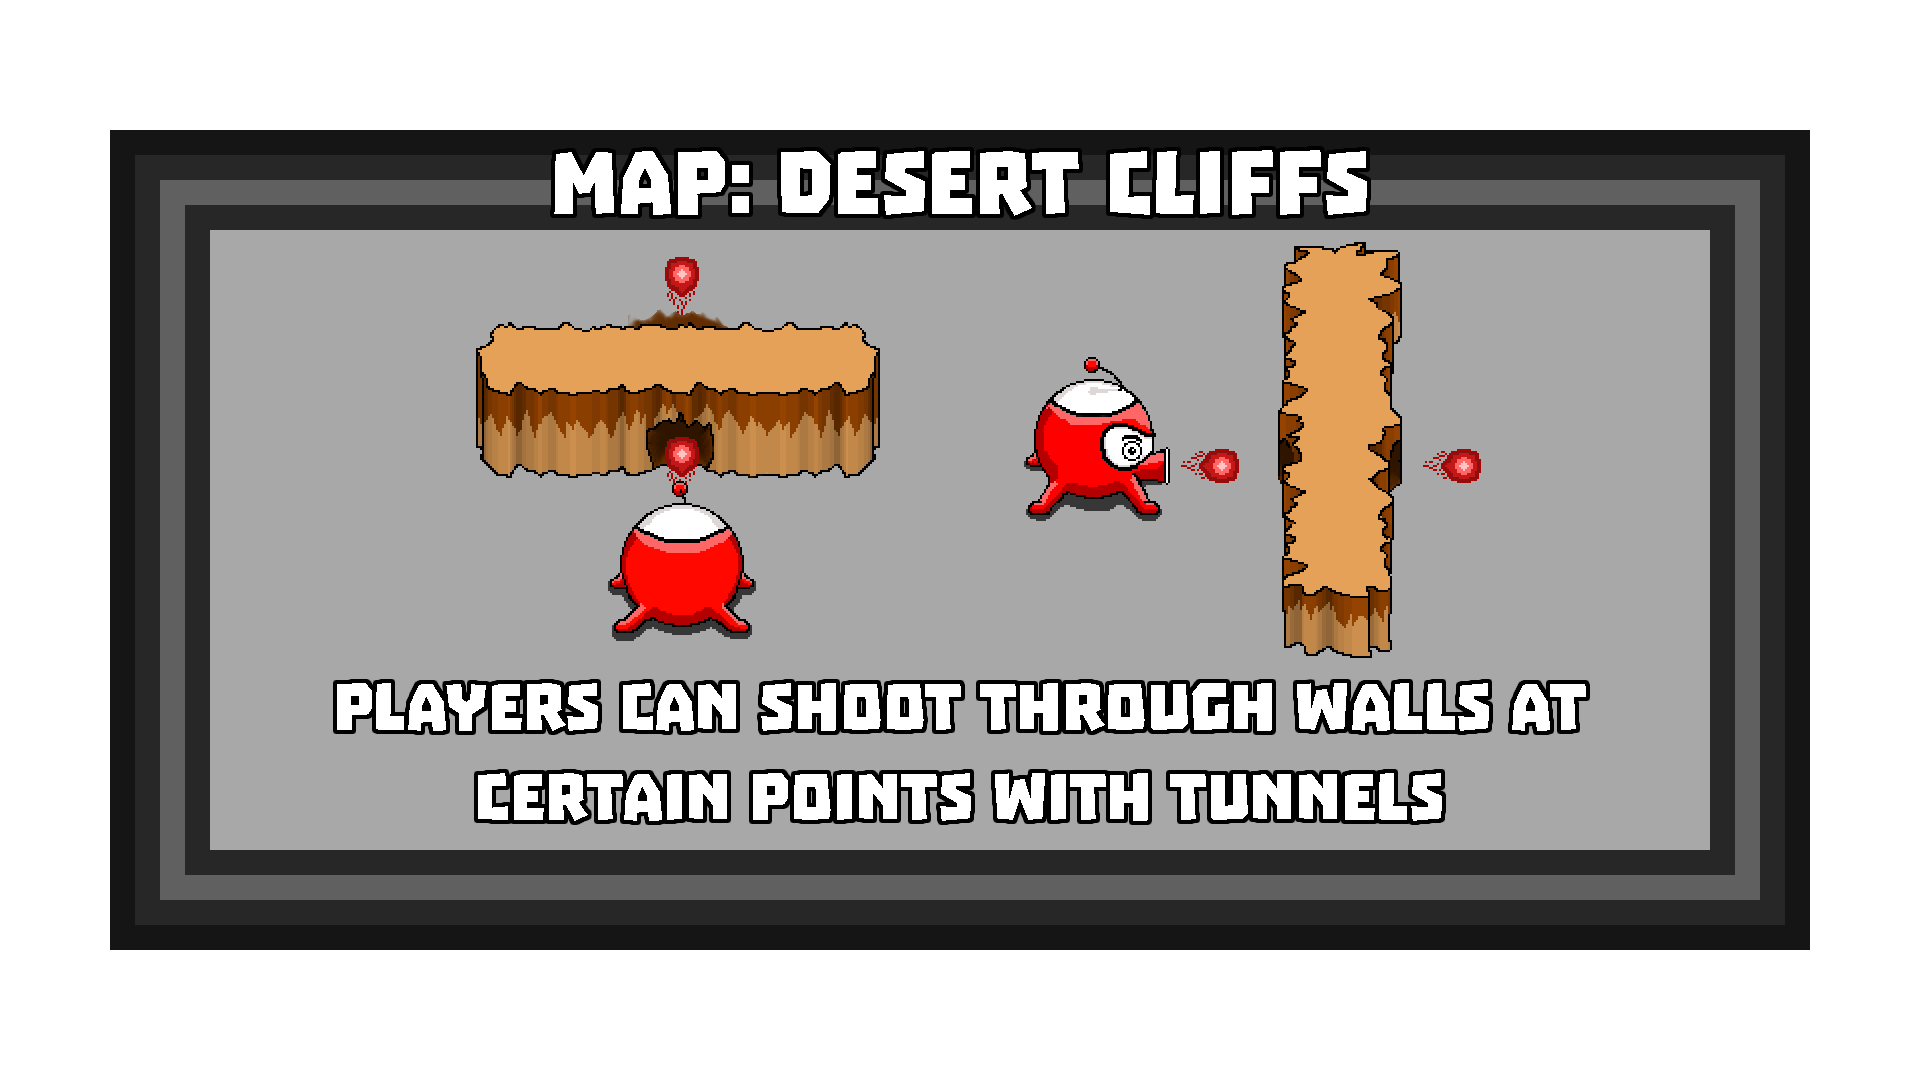 MAP: DESERT CLIFFS
PLAYERS CAN SHOOT THROUGH WALLS AT
CERTAIN POINTS WITH TUNNELS